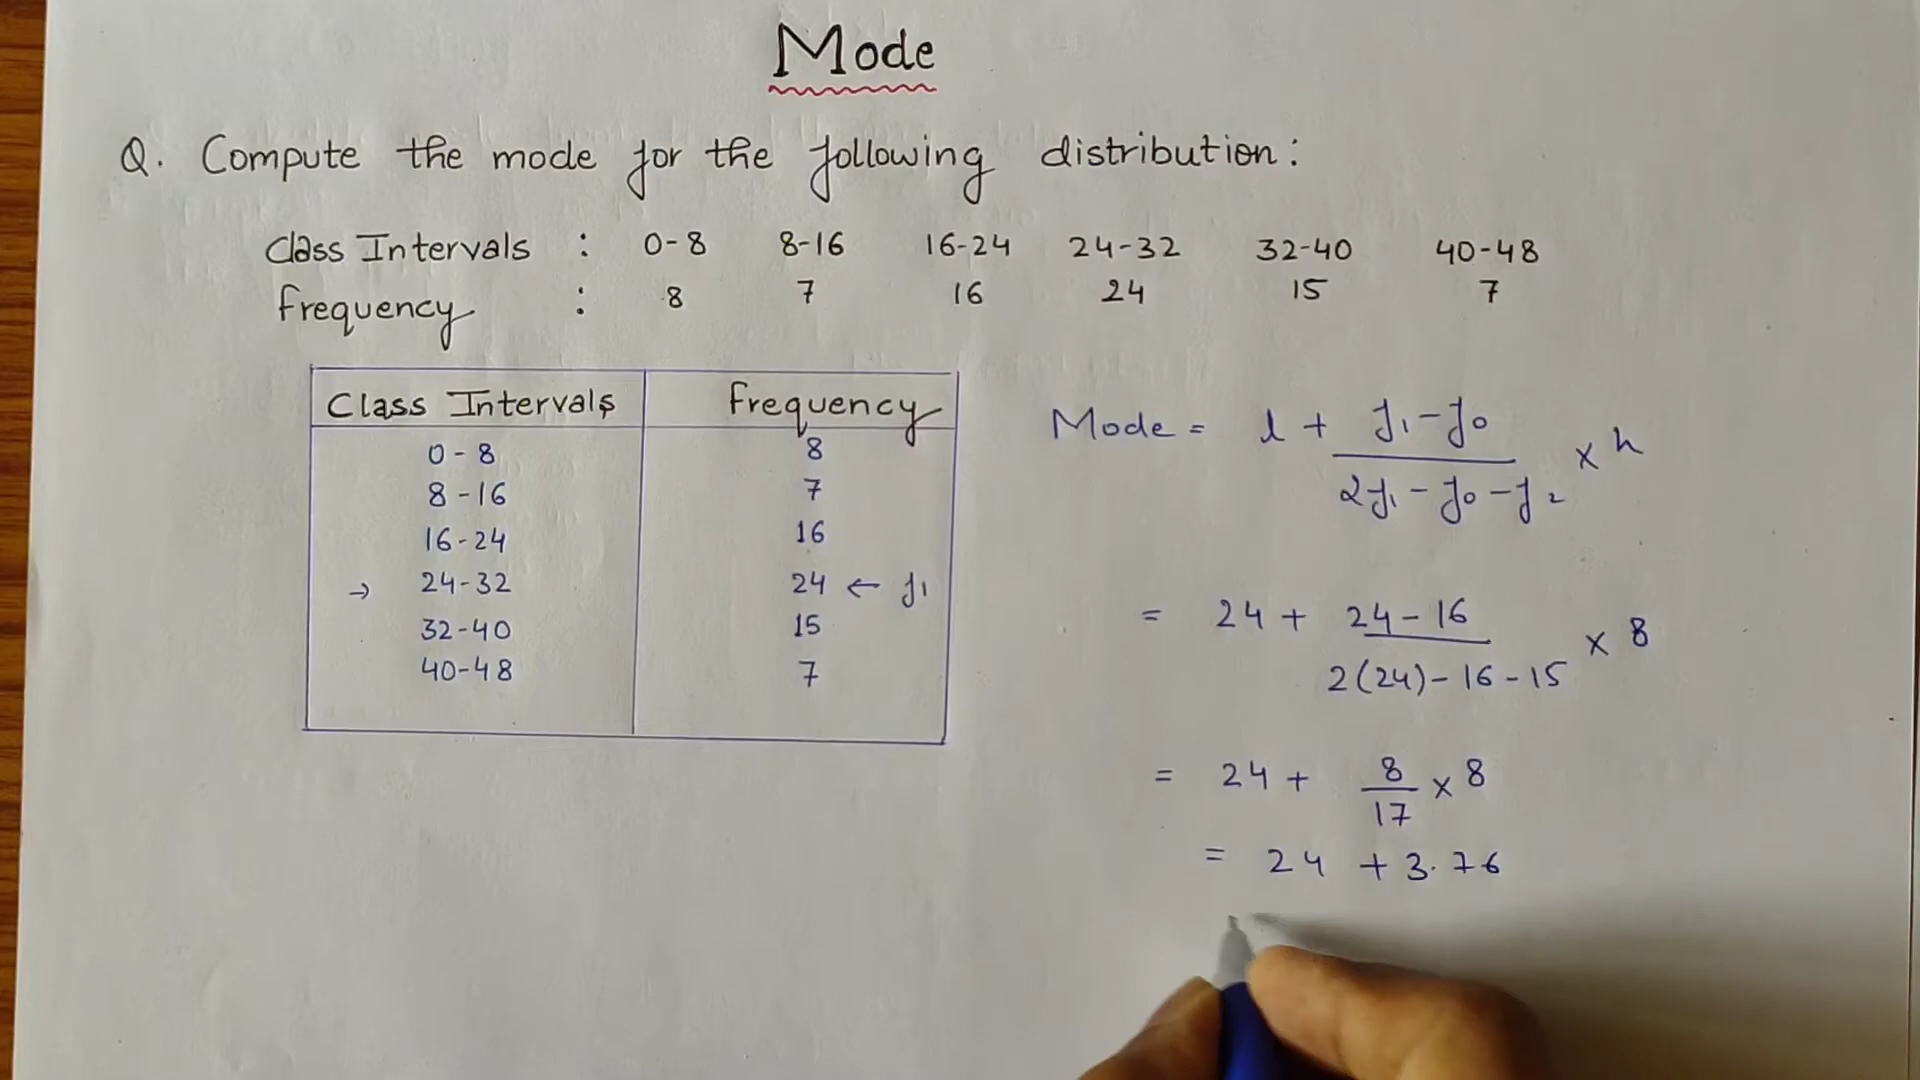 Mode
Q. Compute the mode for the following distribution:
Class Intervals : 0-8 8-16 16-24 24-32 32-40 40-48
frequency : 8 7 16 24 15 7
Class Intervals frequency
0-8 8
8-16 7
16-24 16
→ 24-32 24 ← f₁
32-40 15
40-48 7
Mode = l + f₁-f₀ / 2f₁-f₀-f₂ × h
= 24 + 24-16 / 2(24)-16-15 × 8
= 24 + 8/17 × 8
= 24 + 3.76